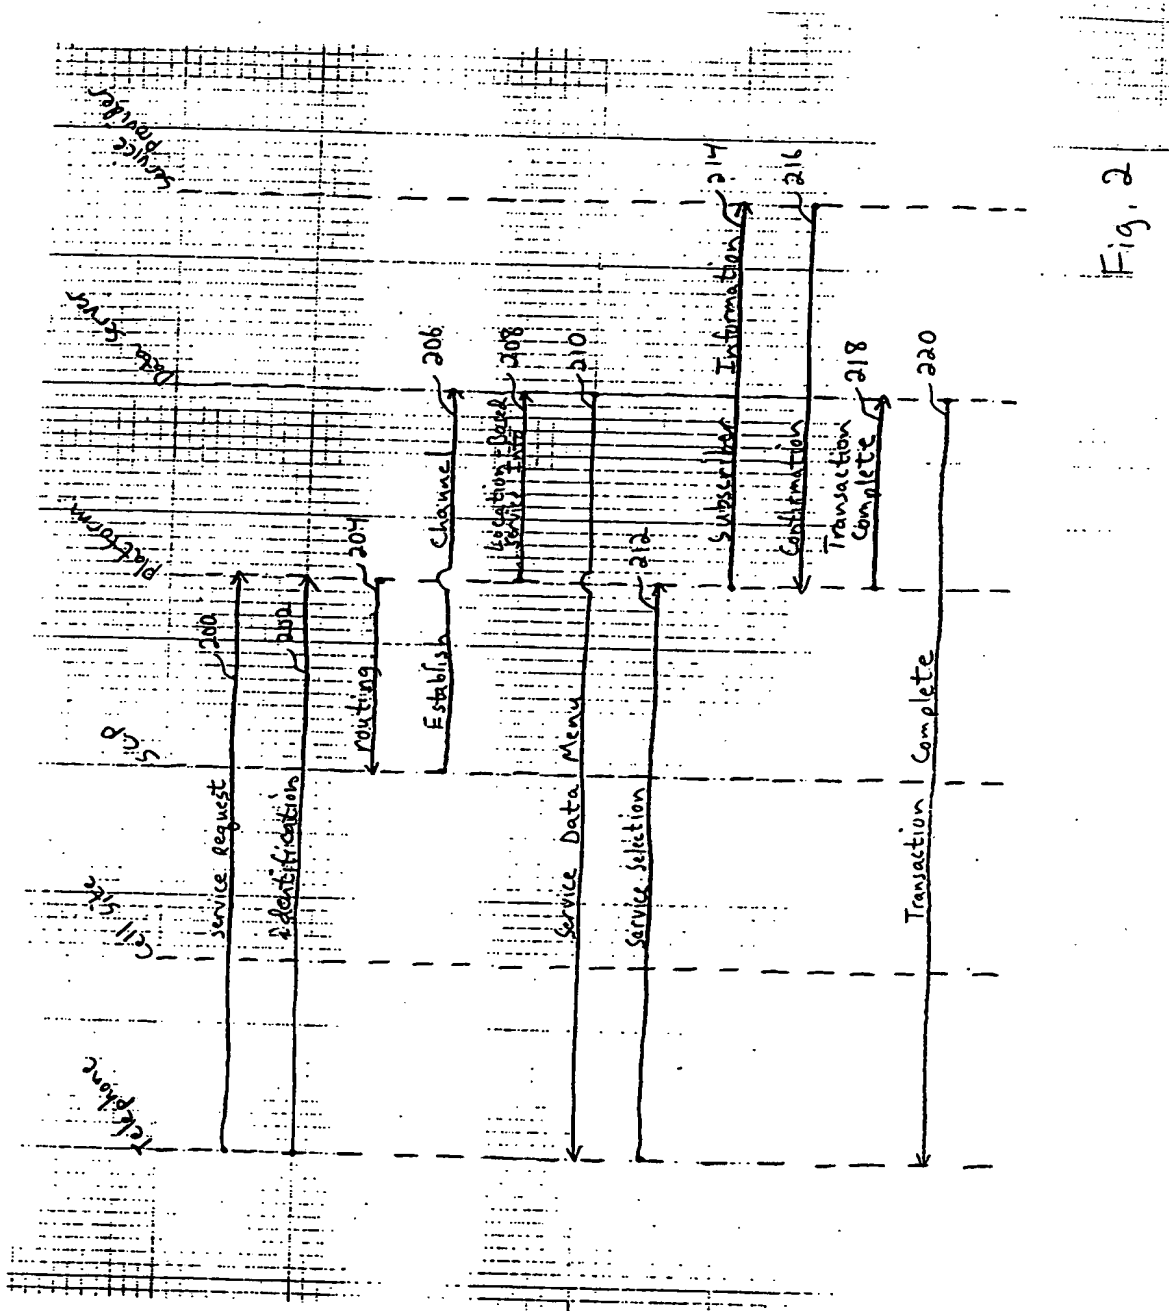 Telephone
Cell Site
SCP
Platform
Data Server
Service
Provider
Service Request
200
identification
202
routing
204
Establish Channel
206
Location-Based
Service Info
208
Service Data Menu
210
Service Selection
212
Subscriber Information
214
Confirmation
216
Transaction
Complete
218
Transaction Complete
220
Fig. 2